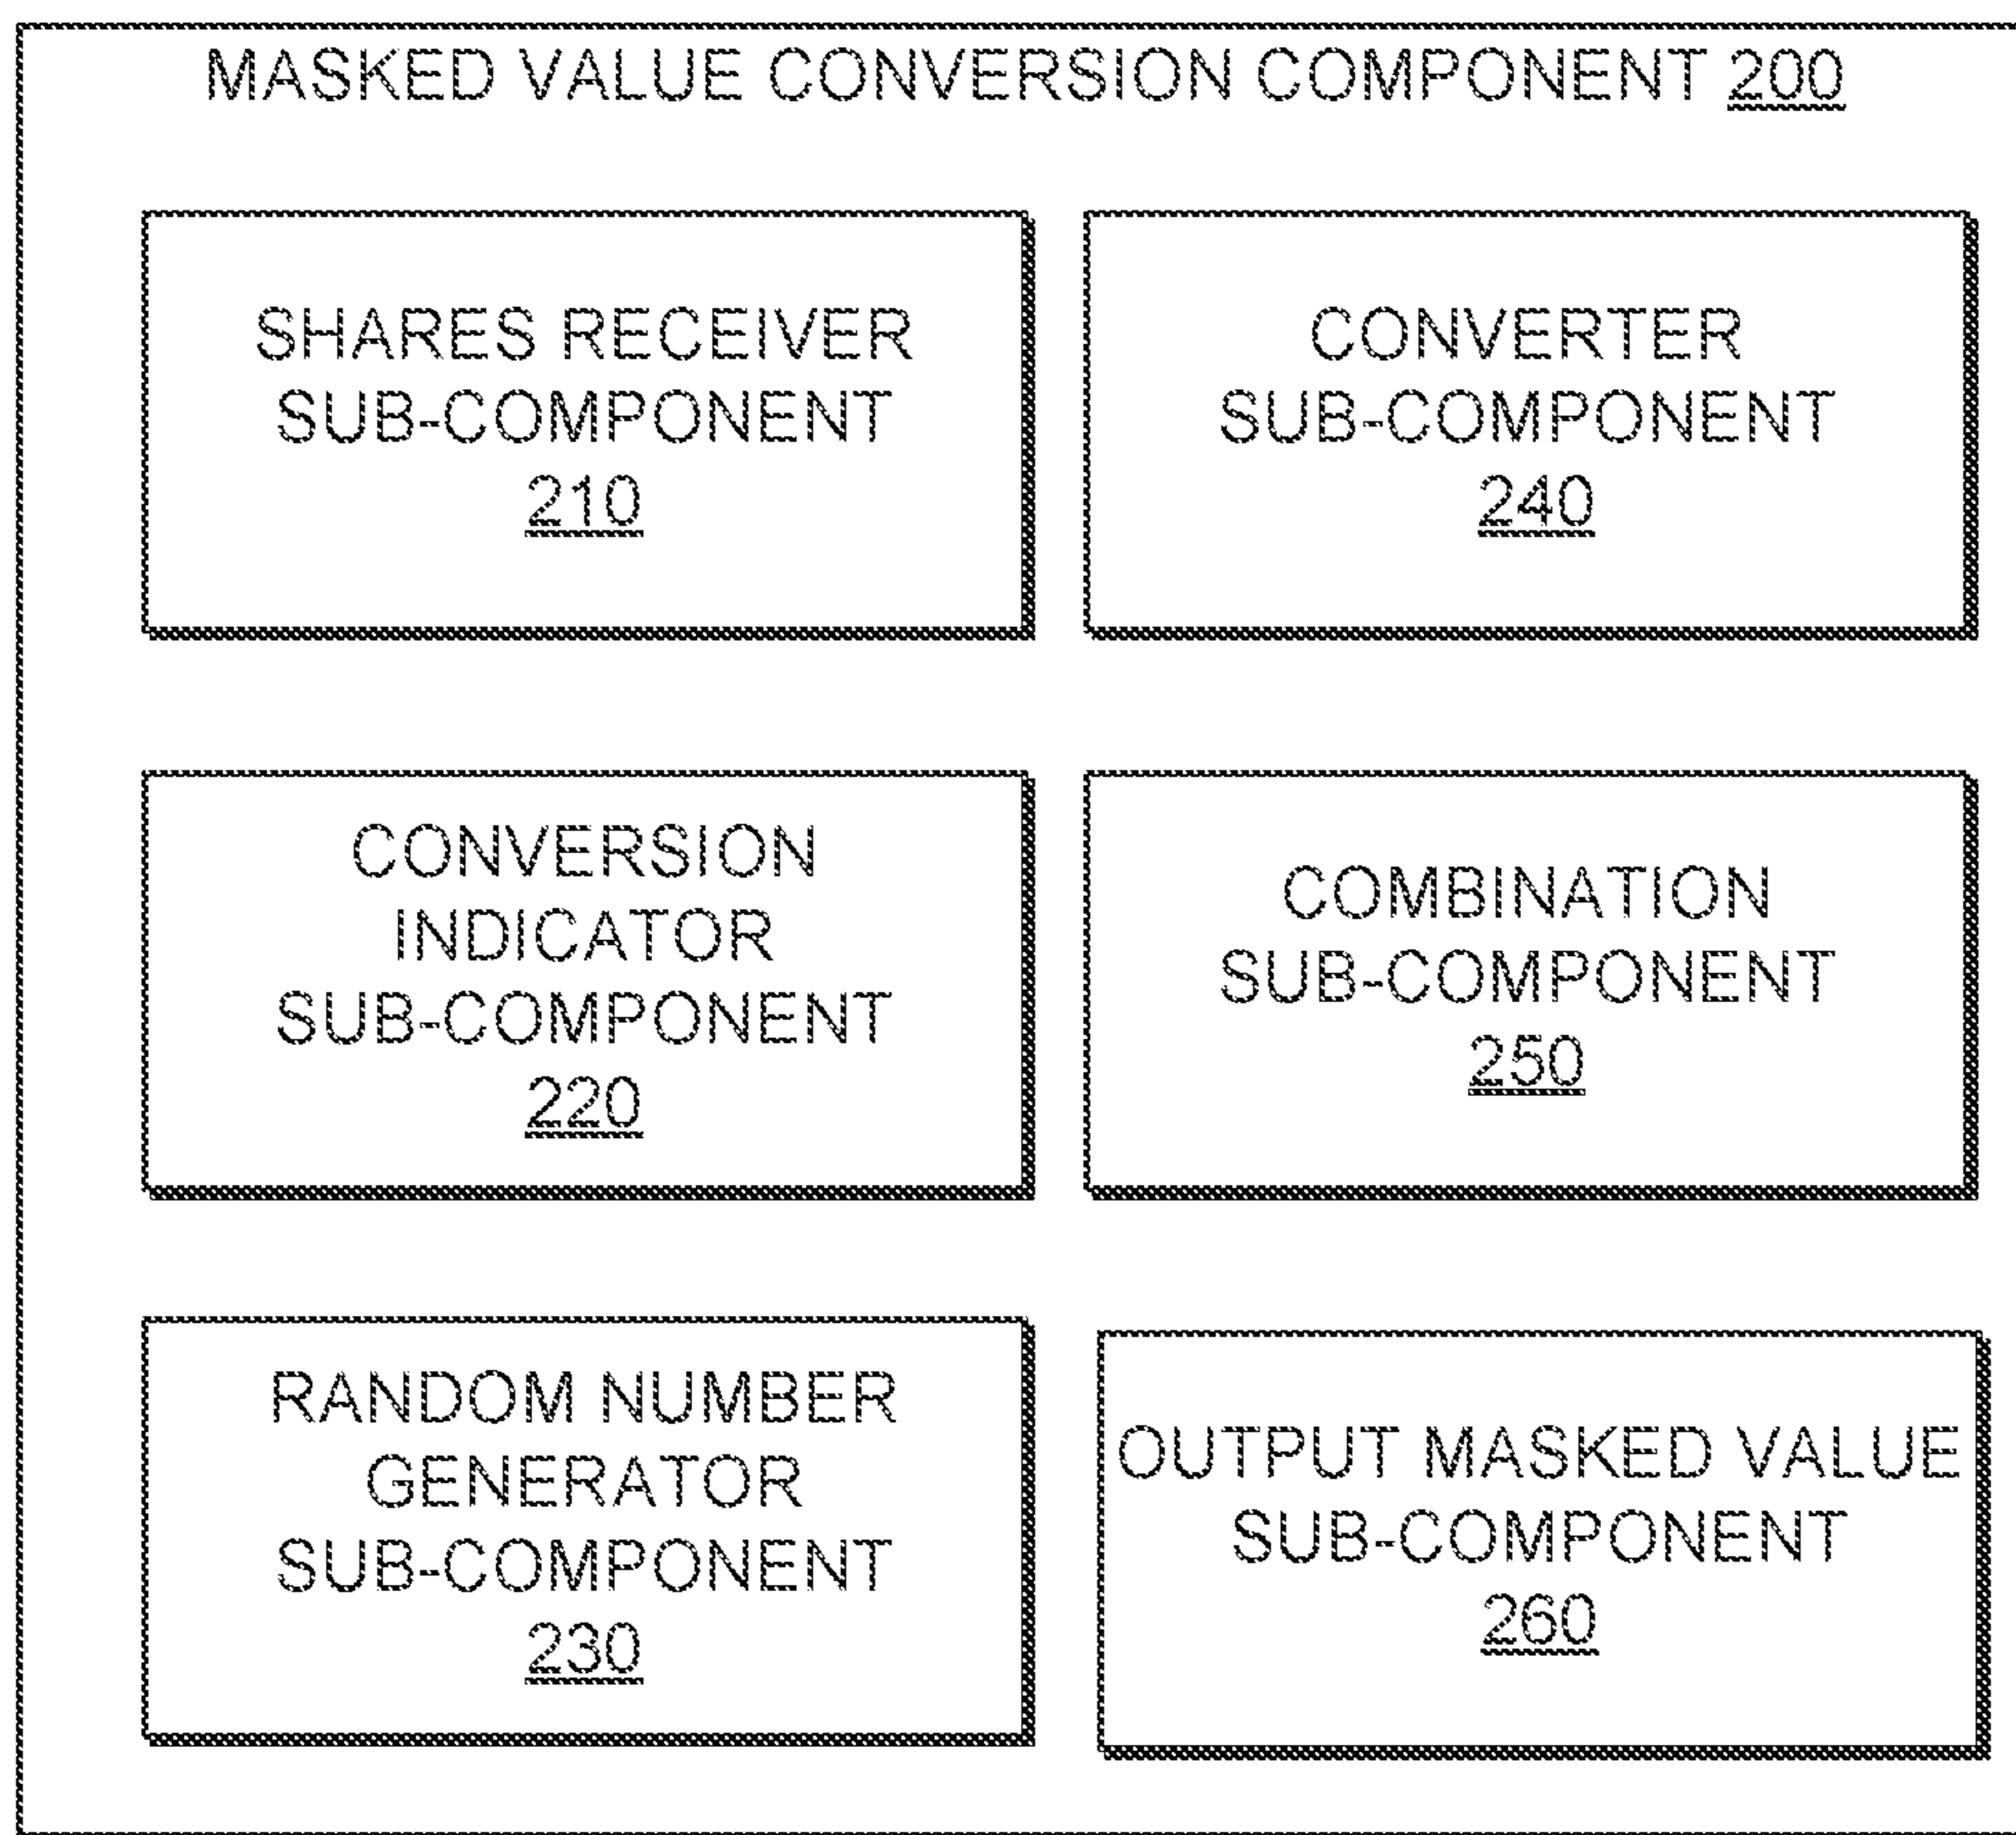 MASKED VALUE CONVERSION COMPONENT 200
SHARES RECEIVER
SUB-COMPONENT
210
CONVERTER
SUB-COMPONENT
240
CONVERSION
INDICATOR
SUB-COMPONENT
220
COMBINATION
SUB-COMPONENT
250
RANDOM NUMBER
GENERATOR
SUB-COMPONENT
230
OUTPUT MASKED VALUE
SUB-COMPONENT
260